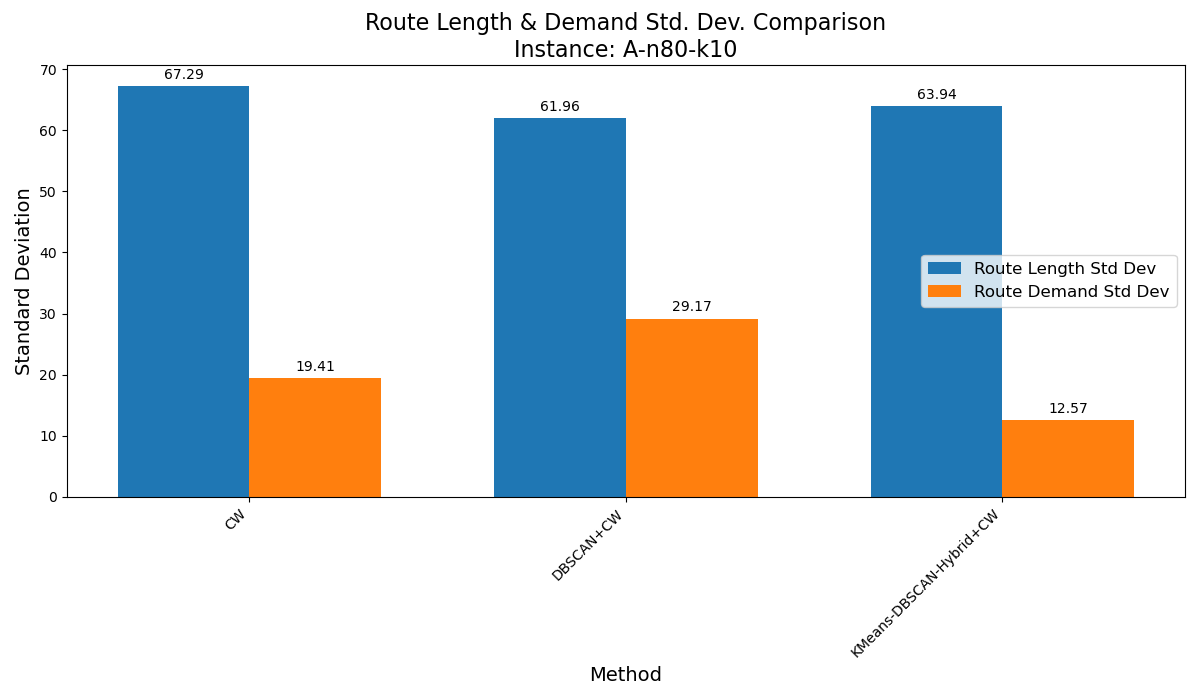 Route Length & Demand Std. Dev. Comparison
Instance: A-n80-k10
Standard Deviation
70
60
50
40
30
20
10
0
67.29
19.41
61.96
29.17
63.94
12.57
Route Length Std Dev
Route Demand Std Dev
CW
DBSCAN+CW
KMeans-DBSCAN-Hybrid+CW
Method